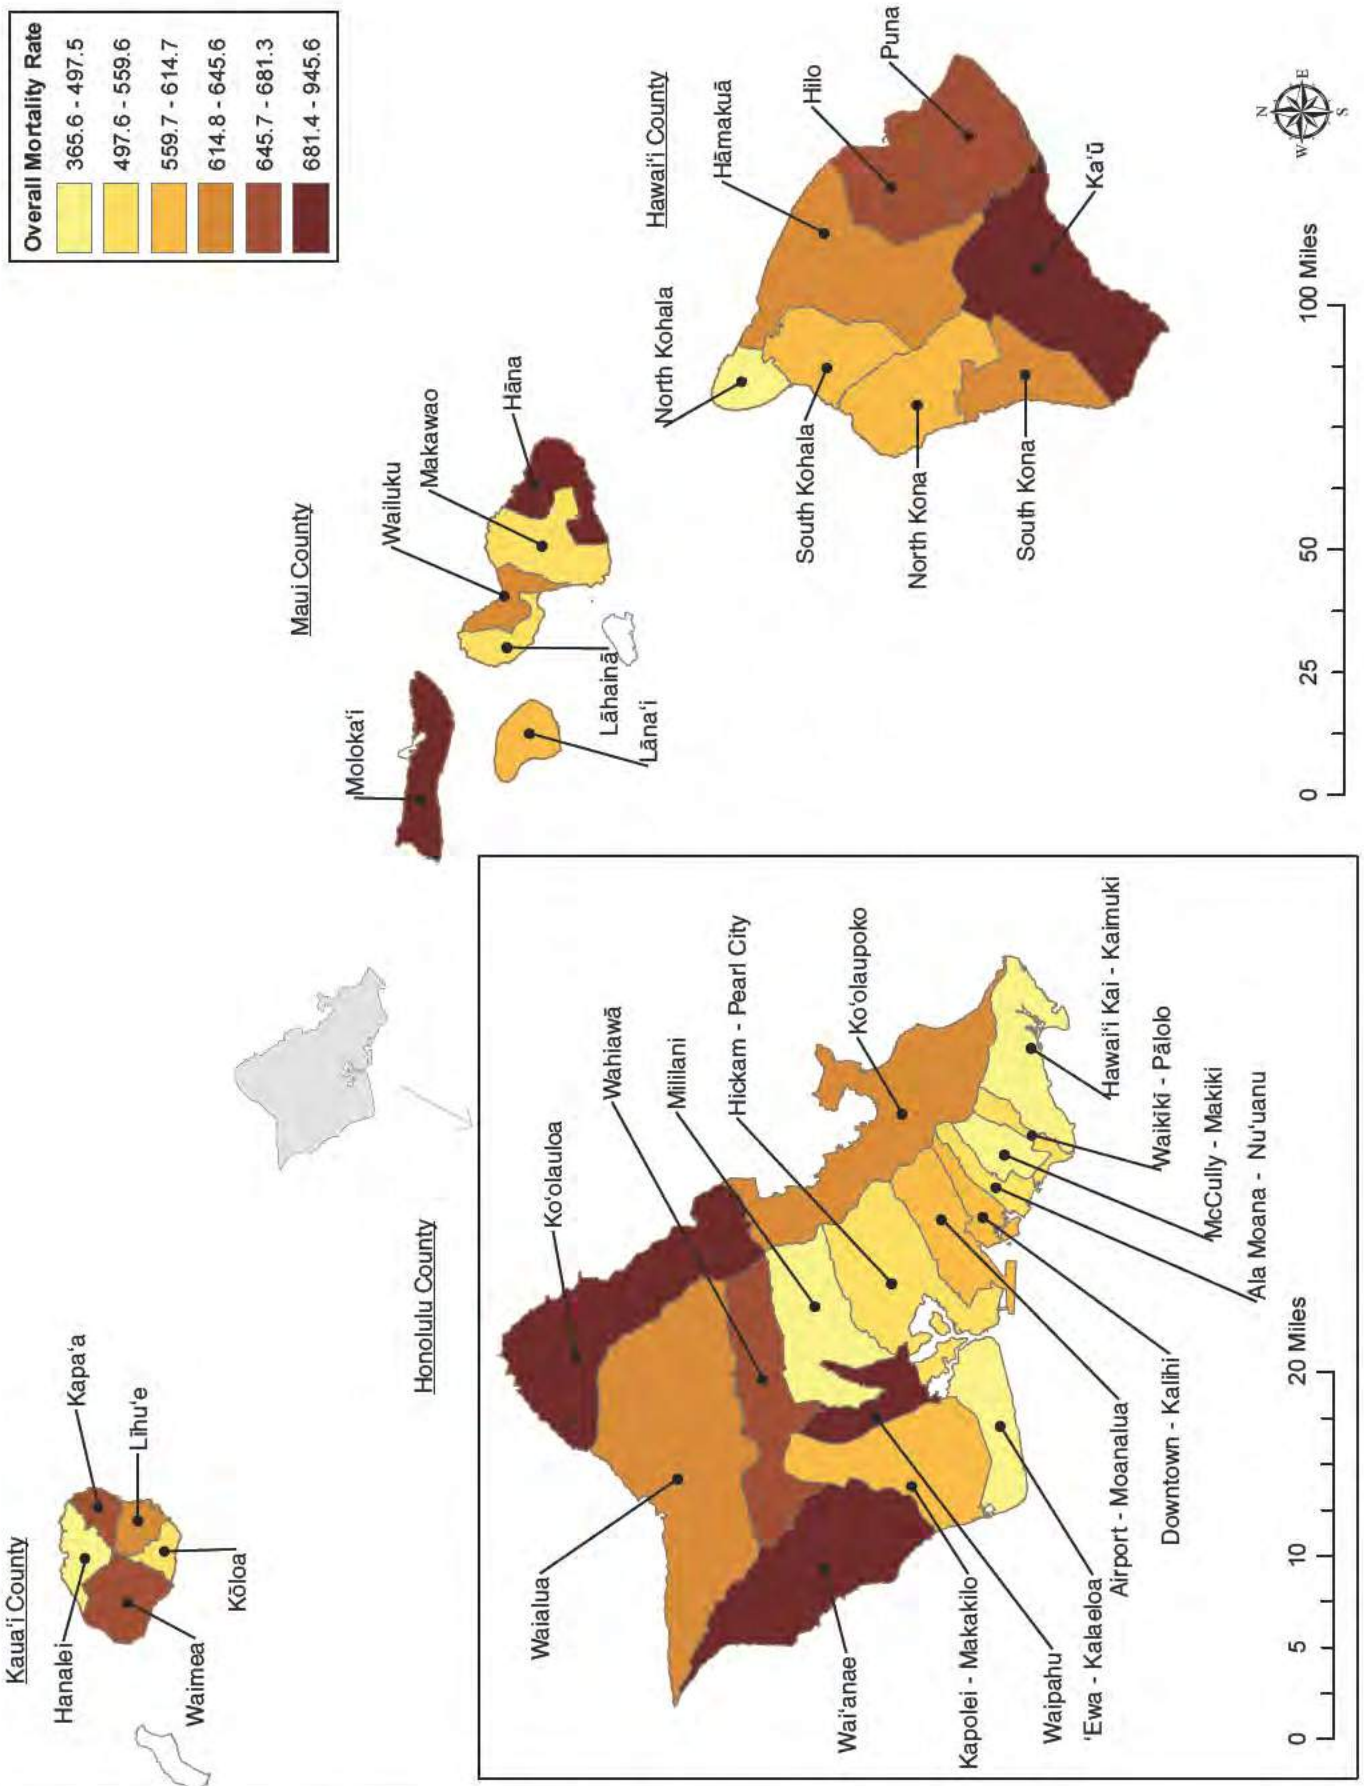 Overall Mortality Rate
365.6 - 497.5
497.6 - 559.6
559.7 - 614.7
614.8 - 645.6
645.7 - 681.3
681.4 - 945.6
Kaua‘i County
Hanalei
Kapa‘a
Līhu‘e
Waimea
Kōloa
Honolulu County
Ko‘olauloa
Wahiawā
Mililani
Hickam - Pearl City
Ko‘olaupoko
Waialua
Wai‘anae
Kapolei - Makakilo
Waipahu
‘Ewa - Kalaeloa
Airport - Moanalua
Downtown - Kalihi
Ala Moana - Nu‘uanu
McCully - Makiki
Waikiki - Pālolo
Hawai‘i Kai - Kaimuki
0 5 10 20 Miles
Maui County
Moloka‘i
Wailuku
Makawao
Hāna
Lāhainā
Lāna‘i
Hawai‘i County
North Kohala
Hāmakuā
Hilo
Puna
South Kohala
North Kona
South Kona
Ka‘ū
0 25 50 100 Miles
N
W E
S